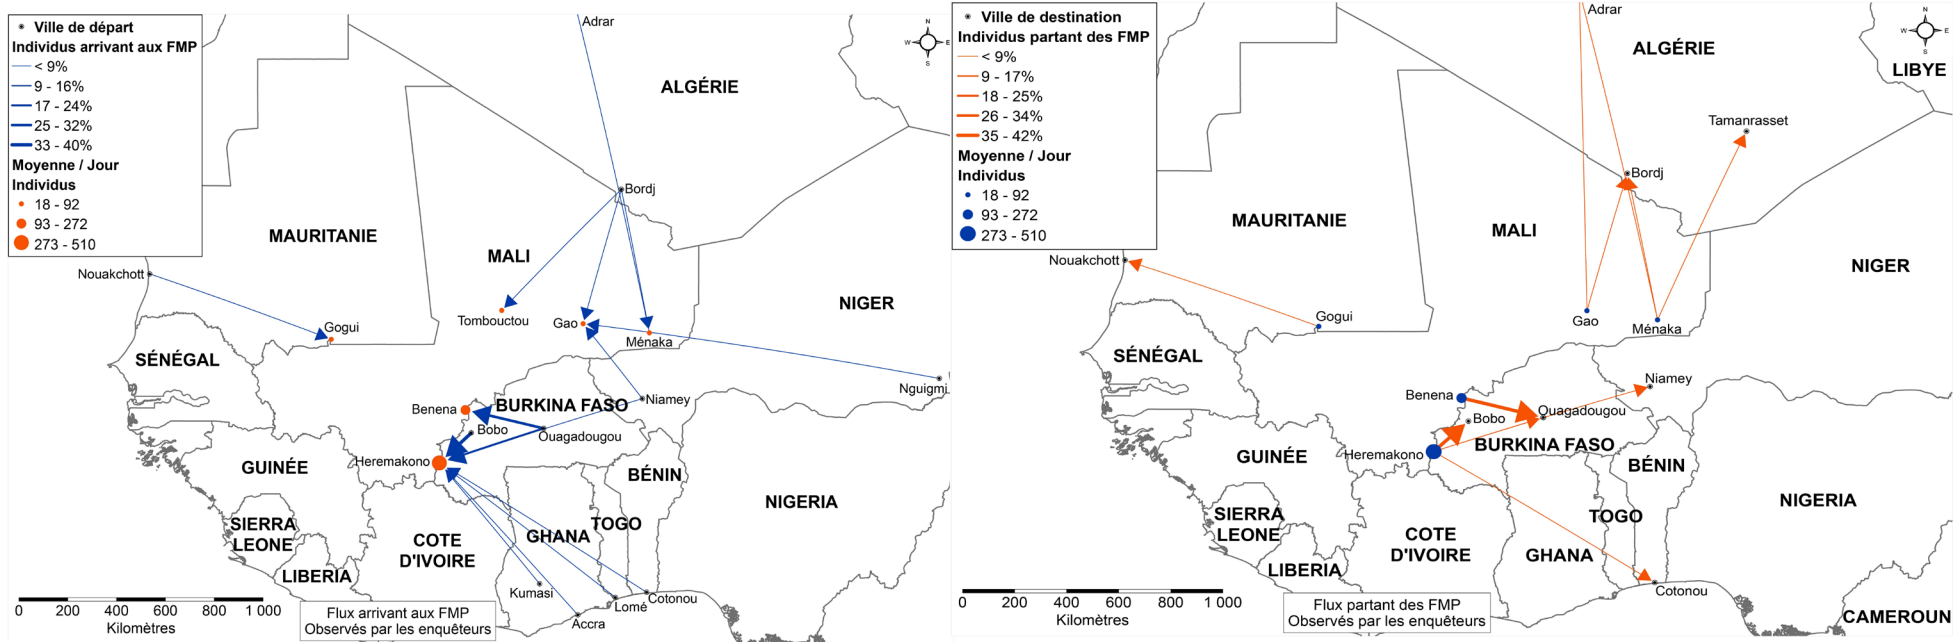 Ville de départ
Individus arrivant aux FMP
< 9%
9 - 16%
17 - 24%
25 - 32%
33 - 40%
Moyenne / Jour
Individus
18 - 92
93 - 272
273 - 510
Adrar
N
W E
S
ALGÉRIE
Bordj
MAURITANIE
MALI
Nouakchott
NIGER
Tombouctou
Gao
Gogui
Ménaka
SÉNÉGAL
Nguigmi
Niamey
Benena
BURKINA FASO
Bobo
Ouagadougou
Heremakono
GUINÉE
BÉNIN
NIGERIA
SIERRA
LEONE
TOGO
GHANA
COTE
D'IVOIRE
LIBERIA
Kumasi
Lomé
Cotonou
Accra
0 200 400 600 800 1 000
Kilomètres
Flux arrivant aux FMP
Observés par les enquêteurs
Ville de destination
Individus partant des FMP
< 9%
9 - 17%
18 - 25%
26 - 34%
35 - 42%
Moyenne / Jour
Individus
18 - 92
93 - 272
273 - 510
Adrar
N
W E
S
ALGÉRIE
LIBYE
Tamanrasset
Bordj
MAURITANIE
MALI
Nouakchott
NIGER
Gogui
Gao
Ménaka
SÉNÉGAL
Niamey
Benena
Ouagadougou
Bobo
BURKINA FASO
Heremakono
GUINÉE
BÉNIN
NIGERIA
SIERRA
LEONE
TOGO
COTE
D'IVOIRE
GHANA
LIBERIA
Cotonou
CAMEROUN
0 200 400 600 800 1 000
Kilomètres
Flux partant des FMP
Observés par les enquêteurs